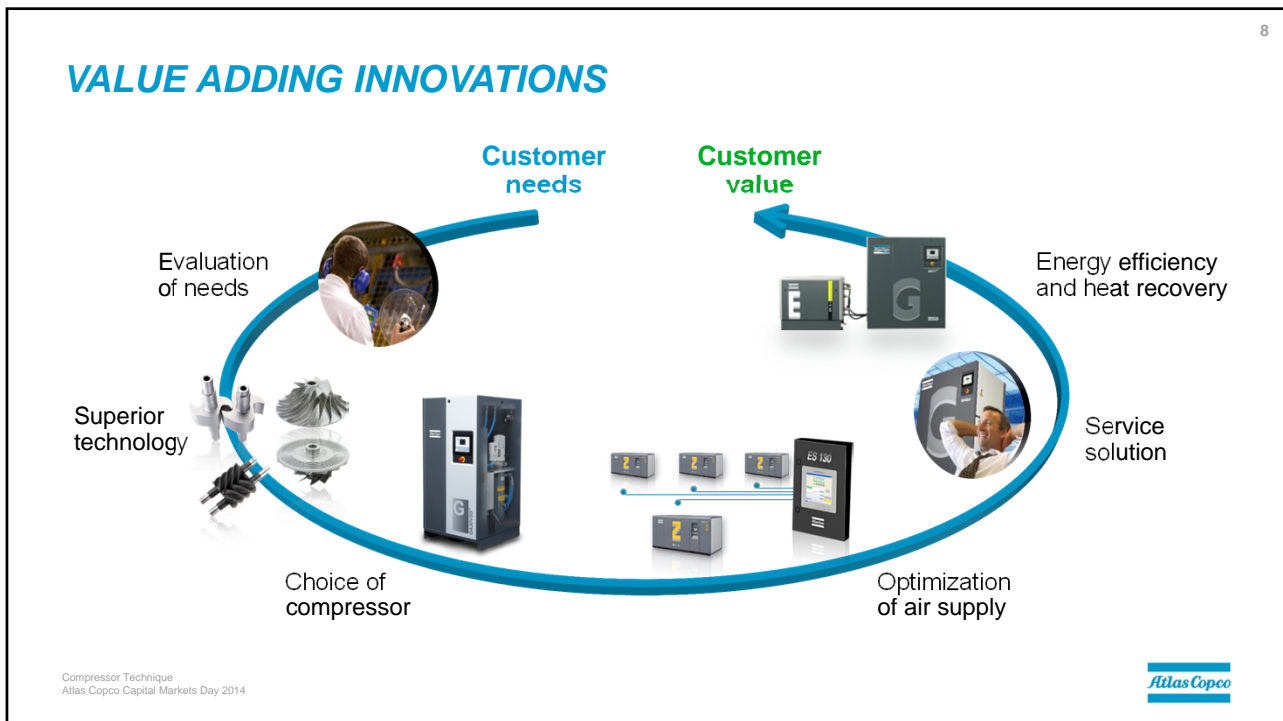 8
VALUE ADDING INNOVATIONS
Customer
needs
Customer
value
Evaluation
of needs
Energy efficiency
and heat recovery
E
G
Superior
technology
G
G
Service
solution
ES 130
Z
Z
Z
Z
Choice of
compressor
Optimization
of air supply
Compressor Technique
Atlas Copco Capital Markets Day 2014
Atlas Copco